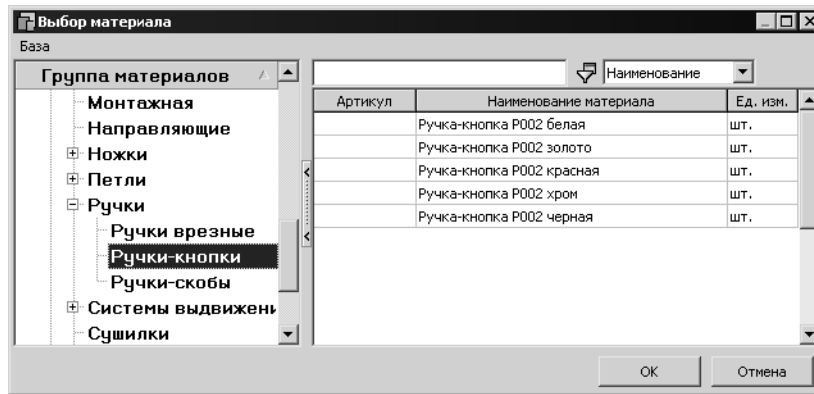 Выбор материала
База
Группа материалов
Монтажная
Направляющие
Ножки
Петли
Ручки
Ручки врезные
Ручки-кнопки
Ручки-скобы
Системы выдвижени
Сушилки
Наименование
Артикул Наименование материала Ед. изм.
Ручка-кнопка P002 белая шт.
Ручка-кнопка P002 золото шт.
Ручка-кнопка P002 красная шт.
Ручка-кнопка P002 хром шт.
Ручка-кнопка P002 черная шт.
OK Отмена